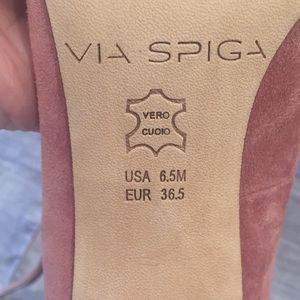 VIA SPIGA
VERO
CUOIO
USA 6.5M
EUR 36.5